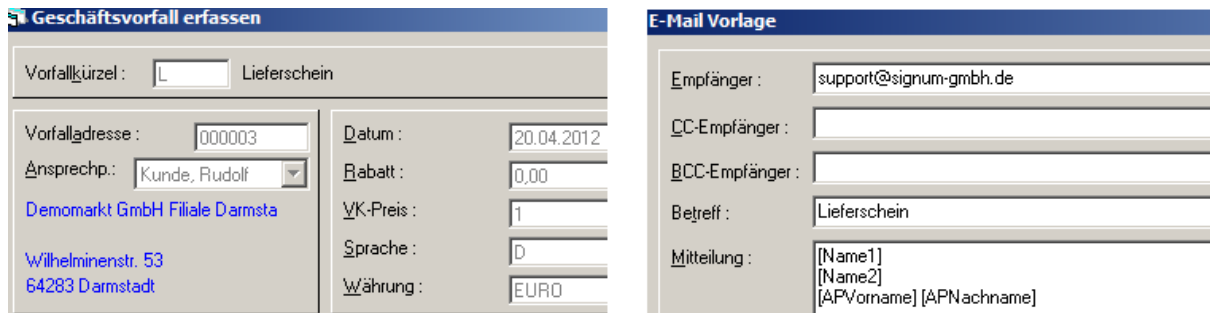 Geschäftsvorfall erfassen
Vorfallkürzel : L Lieferschein
Vorfalladresse : 000003
Ansprechp.: Kunde, Rudolf
Demomarkt GmbH Filiale Darmsta
Wilhelminenstr. 53
64283 Darmstadt
Datum : 20.04.2012
Rabatt : 0,00
VK-Preis : 1
Sprache : D
Währung : EURO
E-Mail Vorlage
Empfänger : support@signum-gmbh.de
CC-Empfänger :
BCC-Empfänger :
Betreff : Lieferschein
Mitteilung : [Name1]
[Name2]
[APVorname] [APNachname]